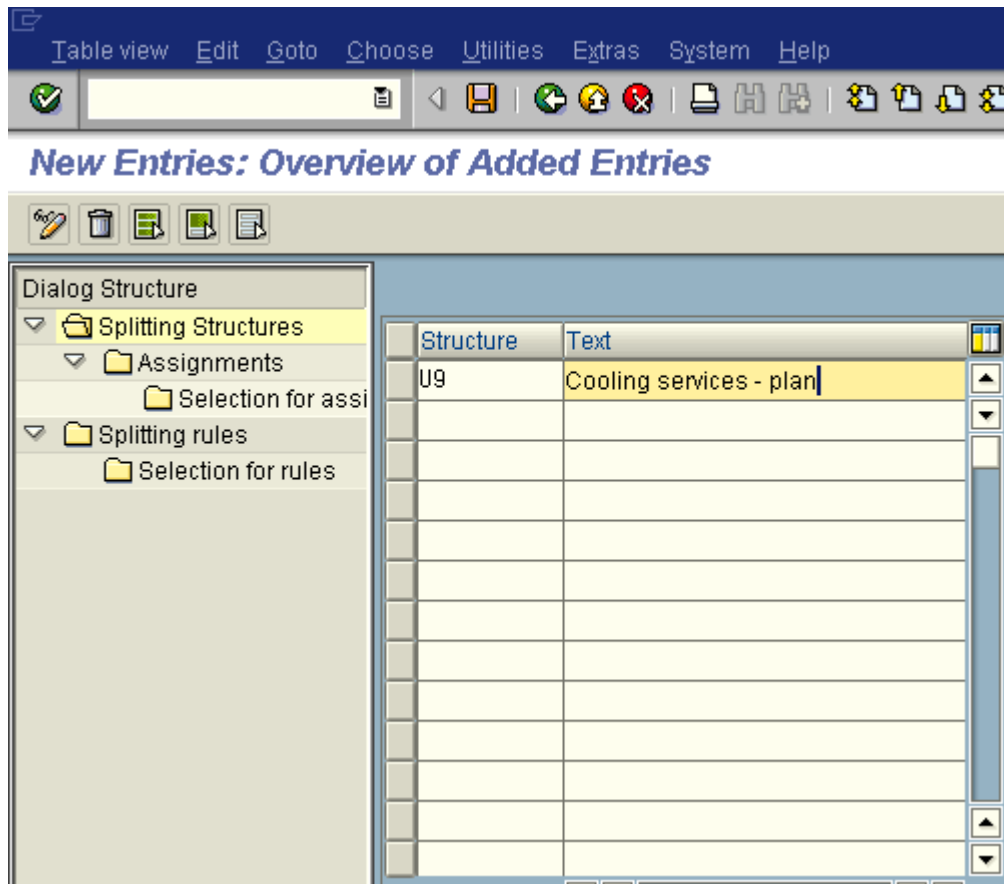 Table view Edit Goto Choose Utilities Extras System Help
New Entries: Overview of Added Entries
Dialog Structure
Splitting Structures
Assignments
Selection for assi
Splitting rules
Selection for rules
Structure Text
U9 Cooling services - plan